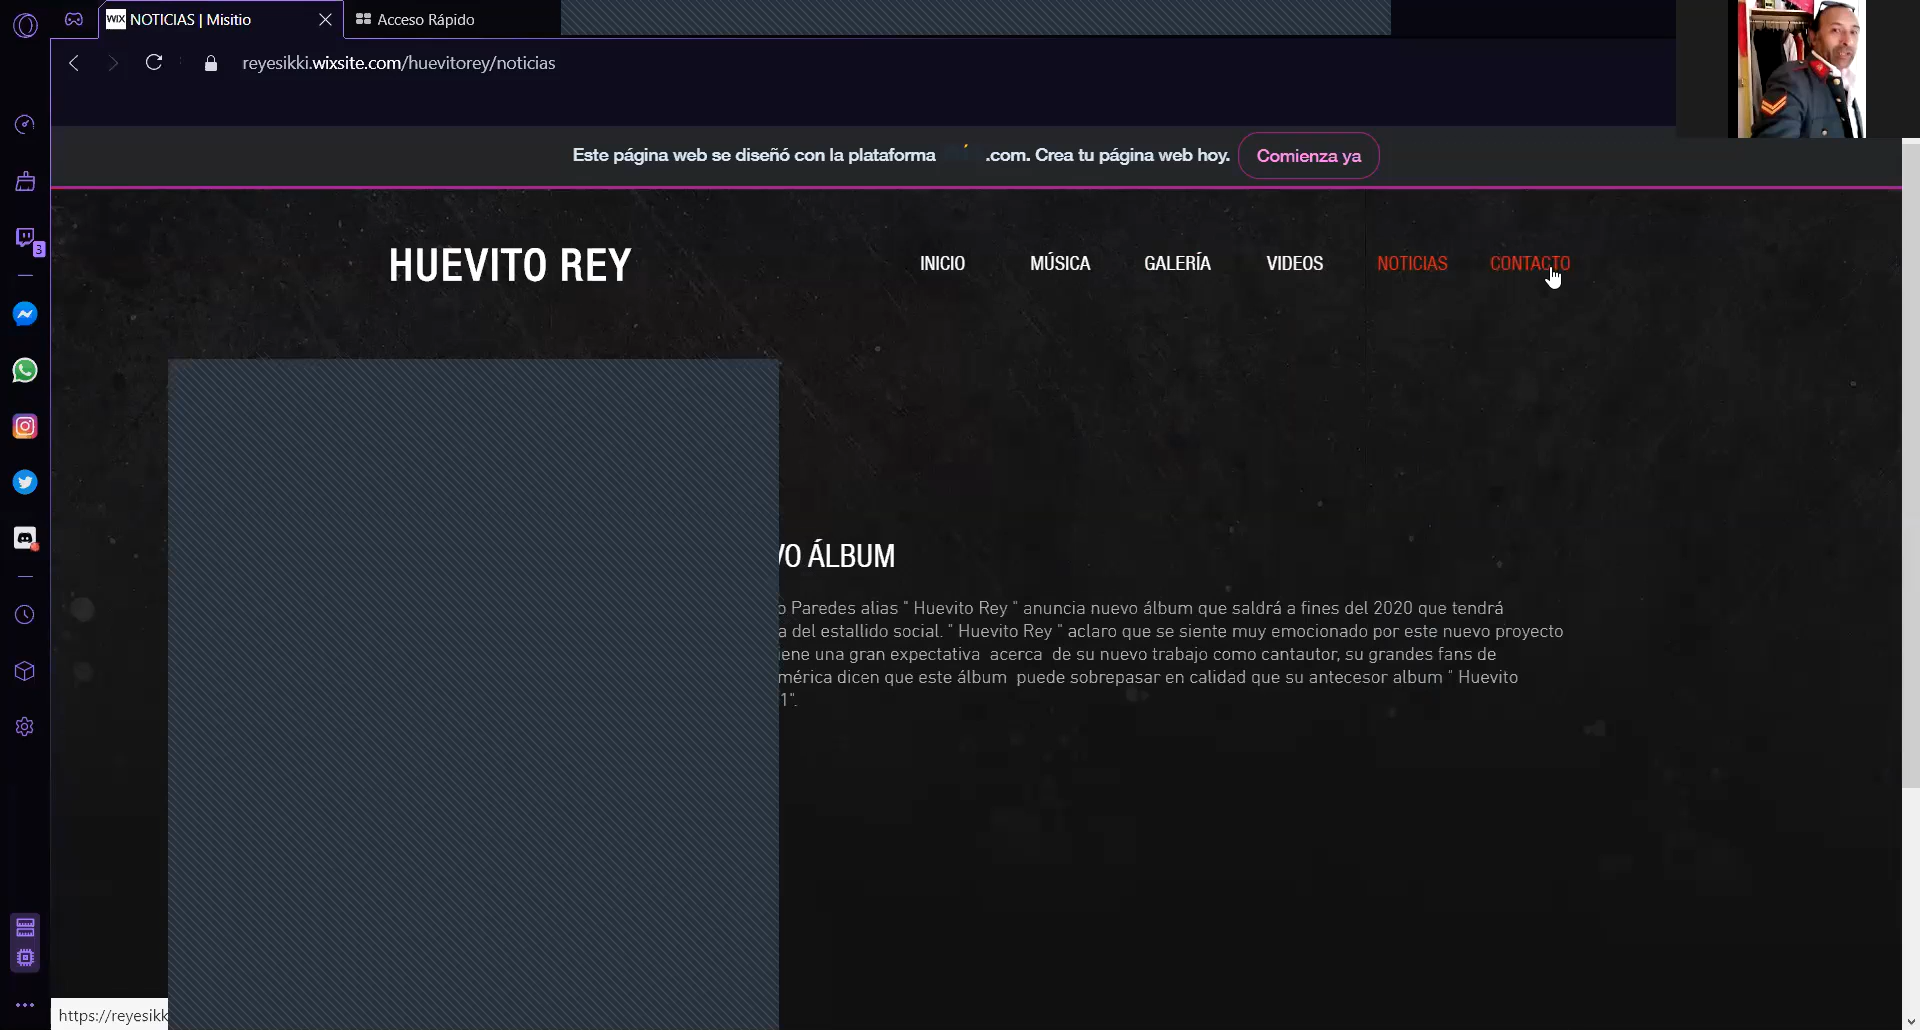 WIX NOTICIAS | Misitio
Acceso Rápido
reyesikki.wixsite.com/huevitorey/noticias
Este página web se diseñó con la plataforma .com. Crea tu página web hoy.
Comienza ya
HUEVITO REY
INICIO MÚSICA GALERÍA VIDEOS NOTICIAS CONTACTO
3
ÁLBUM
Paredes alias " Huevito Rey " anuncia nuevo álbum que saldrá a fines del 2020 que tendrá
del estallido social. " Huevito Rey " aclaro que se siente muy emocionado por este nuevo proyecto
una gran expectativa acerca de su nuevo trabajo como cantautor, su grandes fans de
dicen que este álbum puede sobrepasar en calidad que su antecesor album " Huevito
1".
https://reyesikk